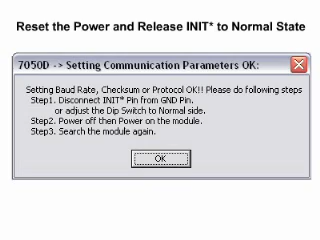 Reset the Power and Release INIT* to Normal State
7050D -> Setting Communication Parameters OK:
Setting Baud Rate, Checksum or Protocol OK!! Please do following steps
Step1. Disconnect INIT* Pin from GND Pin.
or adjust the Dip Switch to Normal side.
Step2. Power off then Power on the module.
Step3. Search the module again.
OK